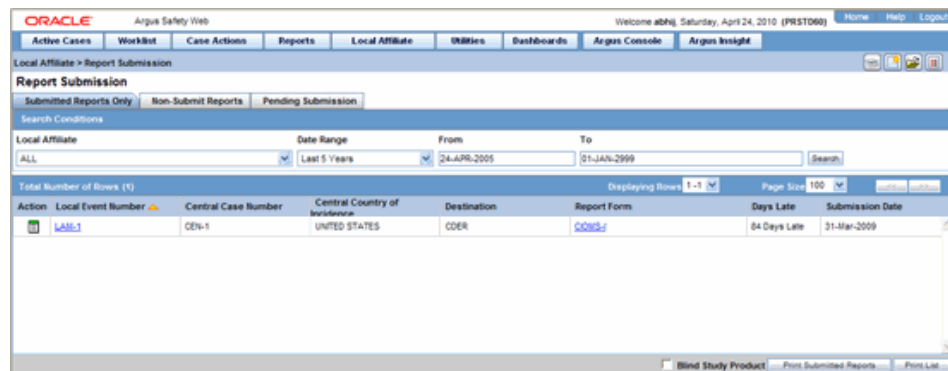 ORACLE Argus Safety Web Welcome abhij, Saturday, April 24, 2010 (PRSTD60) Home Help Logout
Active Cases Worklist Case Actions Reports Local Affiliate Utilities Dashboards Argus Console Argus Insight
Local Affiliate > Report Submission
Report Submission
Submitted Reports Only Non-Submit Reports Pending Submission
Search Conditions
Local Affiliate Date Range From To
ALL Last 5 Years 24-APR-2005 01-JAN-2999 Search
Total Number of Rows (1) Displaying Rows 1 -1 Page Size 100
Action Local Event Number Central Case Number Central Country of Incidence Destination Report Form Days Late Submission Date
LAM-1 CEN-1 UNITED STATES CDER CIOMS-I 84 Days Late 31-Mar-2009
Blind Study Product Print Submitted Reports Print List